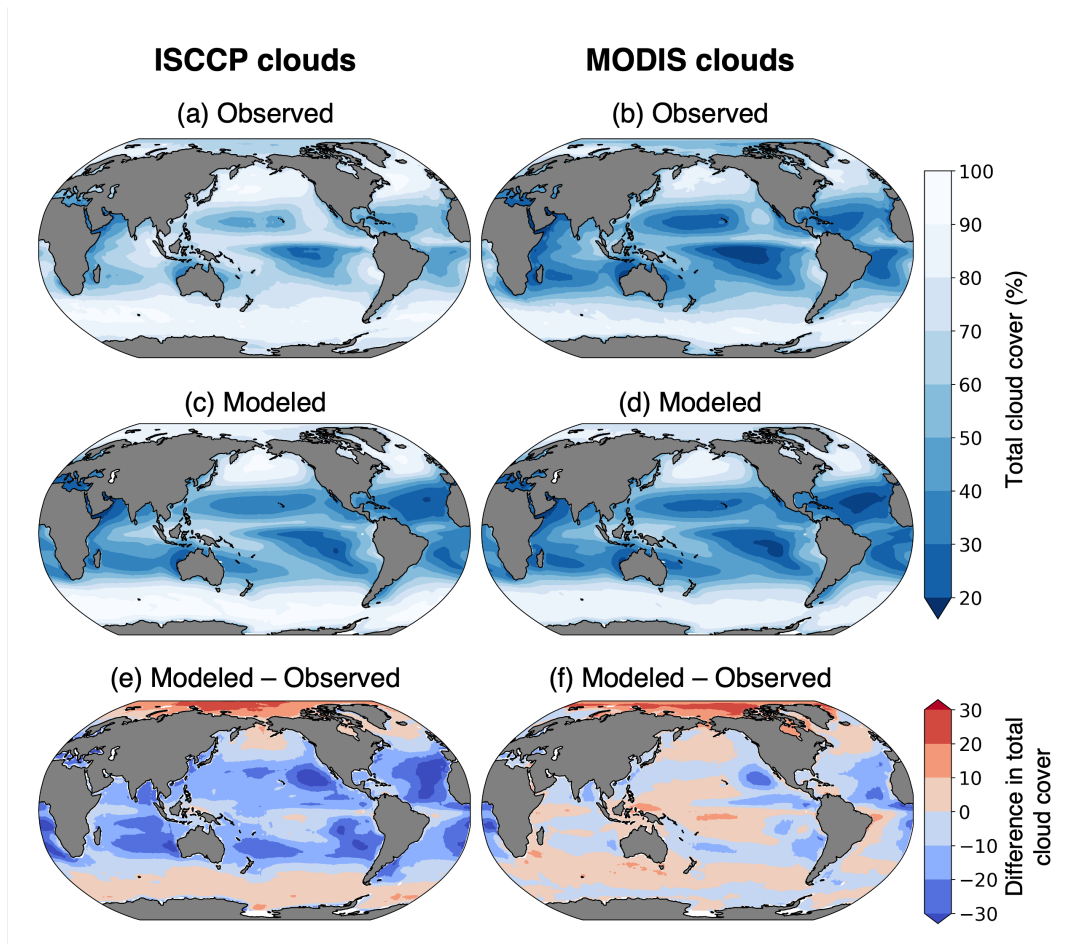 ISCCP clouds
MODIS clouds
(a) Observed
(b) Observed
(c) Modeled
(d) Modeled
100
90
80
70
60
50
40
30
20
Total cloud cover (%)
(e) Modeled – Observed
(f) Modeled – Observed
30
20
10
0
−10
−20
−30
Difference in total
cloud cover